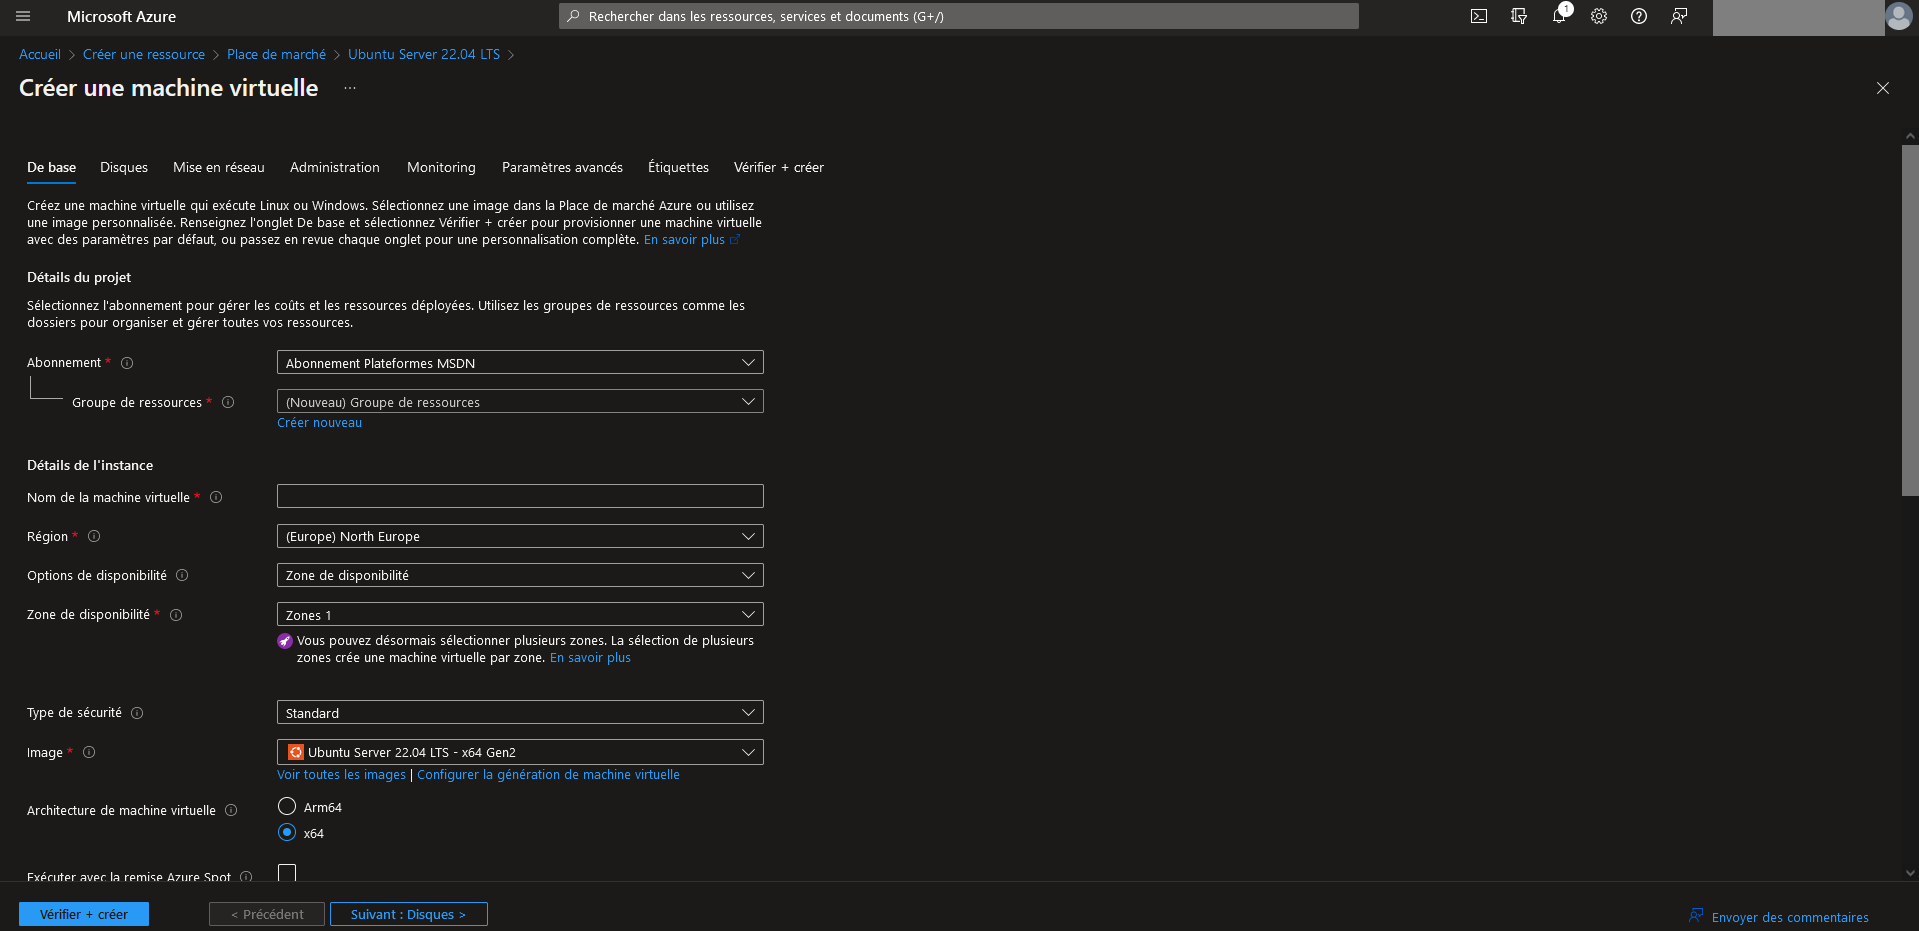 Microsoft Azure
Rechercher dans les ressources, services et documents (G+/)
1
Accueil > Créer une ressource > Place de marché > Ubuntu Server 22.04 LTS >
Créer une machine virtuelle ...
De base Disques Mise en réseau Administration Monitoring Paramètres avancés Étiquettes Vérifier + créer
Créez une machine virtuelle qui exécute Linux ou Windows. Sélectionnez une image dans la Place de marché Azure ou utilisez
une image personnalisée. Renseignez l'onglet De base et sélectionnez Vérifier + créer pour provisionner une machine virtuelle
avec des paramètres par défaut, ou passez en revue chaque onglet pour une personnalisation complète. En savoir plus
Détails du projet
Sélectionnez l'abonnement pour gérer les coûts et les ressources déployées. Utilisez les groupes de ressources comme les
dossiers pour organiser et gérer toutes vos ressources.
Abonnement * Abonnement Plateformes MSDN
Groupe de ressources * (Nouveau) Groupe de ressources
Créer nouveau
Détails de l'instance
Nom de la machine virtuelle *
Région * (Europe) North Europe
Options de disponibilité Zone de disponibilité
Zone de disponibilité * Zones 1
Vous pouvez désormais sélectionner plusieurs zones. La sélection de plusieurs
zones crée une machine virtuelle par zone. En savoir plus
Type de sécurité Standard
Image * Ubuntu Server 22.04 LTS - x64 Gen2
Voir toutes les images | Configurer la génération de machine virtuelle
Architecture de machine virtuelle Arm64
x64
Exécuter avec la remise Azure Spot
Vérifier + créer < Précédent Suivant : Disques > Envoyer des commentaires